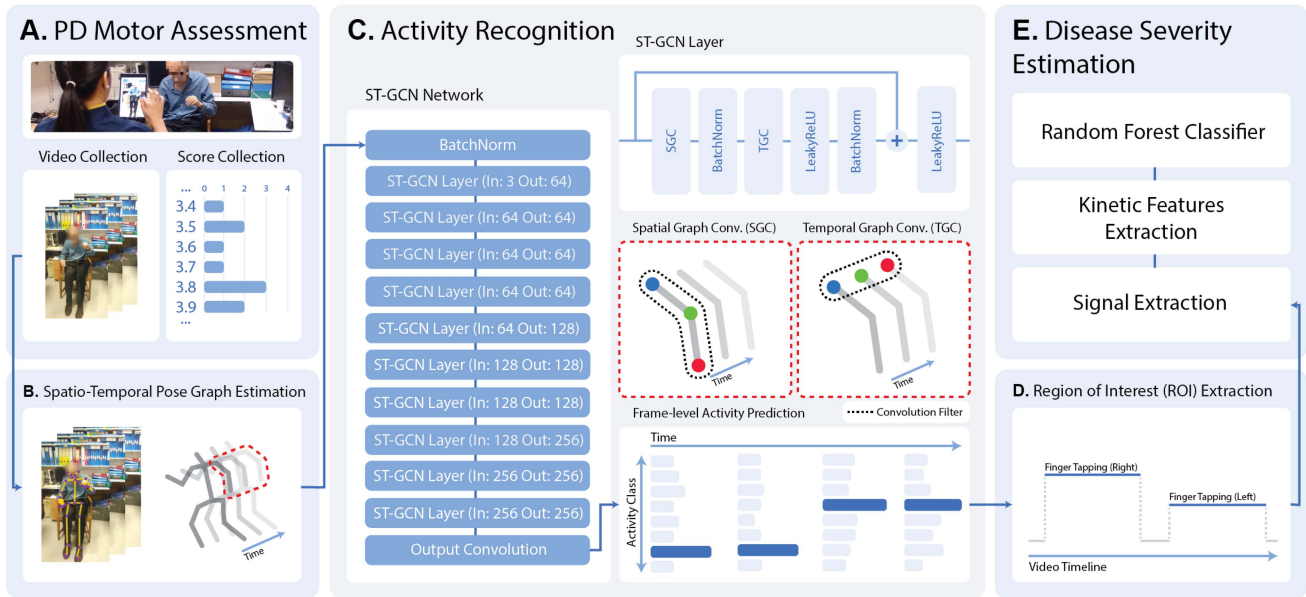 A. PD Motor Assessment
Video Collection
Score Collection
... 0 1 2 3 4
3.4
3.5
3.6
3.7
3.8
3.9
...
B. Spatio-Temporal Pose Graph Estimation
Time
C. Activity Recognition
ST-GCN Network
BatchNorm
ST-GCN Layer (In: 3 Out: 64)
ST-GCN Layer (In: 64 Out: 64)
ST-GCN Layer (In: 64 Out: 64)
ST-GCN Layer (In: 64 Out: 64)
ST-GCN Layer (In: 64 Out: 128)
ST-GCN Layer (In: 128 Out: 128)
ST-GCN Layer (In: 128 Out: 128)
ST-GCN Layer (In: 128 Out: 256)
ST-GCN Layer (In: 256 Out: 256)
ST-GCN Layer (In: 256 Out: 256)
Output Convolution
ST-GCN Layer
SGC
BatchNorm
TGC
LeakyReLU
BatchNorm
+
LeakyReLU
Spatial Graph Conv. (SGC)
Temporal Graph Conv. (TGC)
Time
Time
Frame-level Activity Prediction
Convolution Filter
Time
Activity Class
D. Region of Interest (ROI) Extraction
Finger Tapping (Right)
Finger Tapping (Left)
Video Timeline
E. Disease Severity
Estimation
Random Forest Classifier
Kinetic Features
Extraction
Signal Extraction